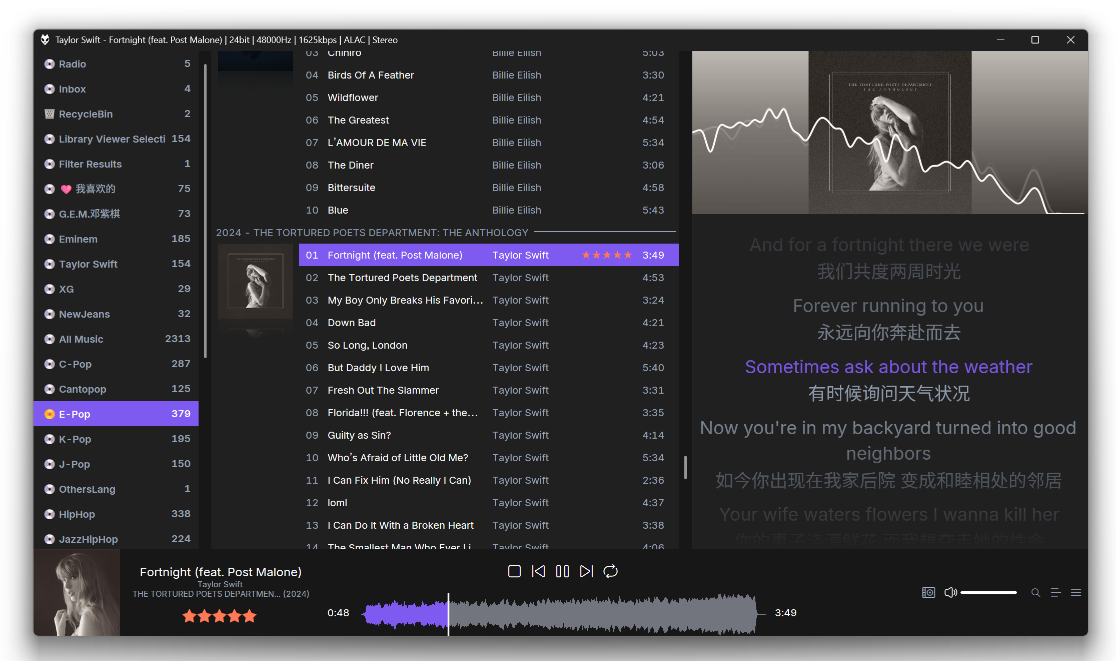 Taylor Swift - Fortnight (feat. Post Malone) | 24bit | 48000Hz | 1625kbps | ALAC | Stereo
Radio 5
Inbox 4
RecycleBin 2
Library Viewer Selecti 154
Filter Results 1
我喜欢的 75
G.E.M.邓紫棋 73
Eminem 185
Taylor Swift 154
XG 29
NewJeans 32
All Music 2313
C-Pop 287
Cantopop 125
E-Pop 379
K-Pop 195
J-Pop 150
OthersLang 1
HipHop 338
JazzHipHop 224
03 Chihiro Billie Eilish 5:03
04 Birds Of A Feather Billie Eilish 3:30
05 Wildflower Billie Eilish 4:21
06 The Greatest Billie Eilish 4:54
07 L'AMOUR DE MA VIE Billie Eilish 5:34
08 The Diner Billie Eilish 3:06
09 Bittersuite Billie Eilish 4:58
10 Blue Billie Eilish 5:43
2024 - THE TORTURED POETS DEPARTMENT: THE ANTHOLOGY
01 Fortnight (feat. Post Malone) Taylor Swift ★★★★★ 3:49
02 The Tortured Poets Department Taylor Swift 4:53
03 My Boy Only Breaks His Favori... Taylor Swift 3:24
04 Down Bad Taylor Swift 4:21
05 So Long, London Taylor Swift 4:23
06 But Daddy I Love Him Taylor Swift 5:40
07 Fresh Out The Slammer Taylor Swift 3:31
08 Florida!!! (feat. Florence + the... Taylor Swift 3:35
09 Guilty as Sin? Taylor Swift 4:14
10 Who's Afraid of Little Old Me? Taylor Swift 5:34
11 I Can Fix Him (No Really I Can) Taylor Swift 2:36
12 loml Taylor Swift 4:37
13 I Can Do It With a Broken Heart Taylor Swift 3:38
14 The Smallest Man Who Ever Li... Taylor Swift 4:06
THE TORTURED POETS DEPARTMENT
THE ANTHOLOGY
And for a fortnight there we were
我们共度两周时光
Forever running to you
永远向你奔赴而去
Sometimes ask about the weather
有时候询问天气状况
Now you're in my backyard turned into good
neighbors
如今你出现在我家后院 变成和睦相处的邻居
Your wife waters flowers I wanna kill her
Fortnight (feat. Post Malone)
Taylor Swift
THE TORTURED POETS DEPARTMEN... (2024)
★★★★★
0:48
3:49